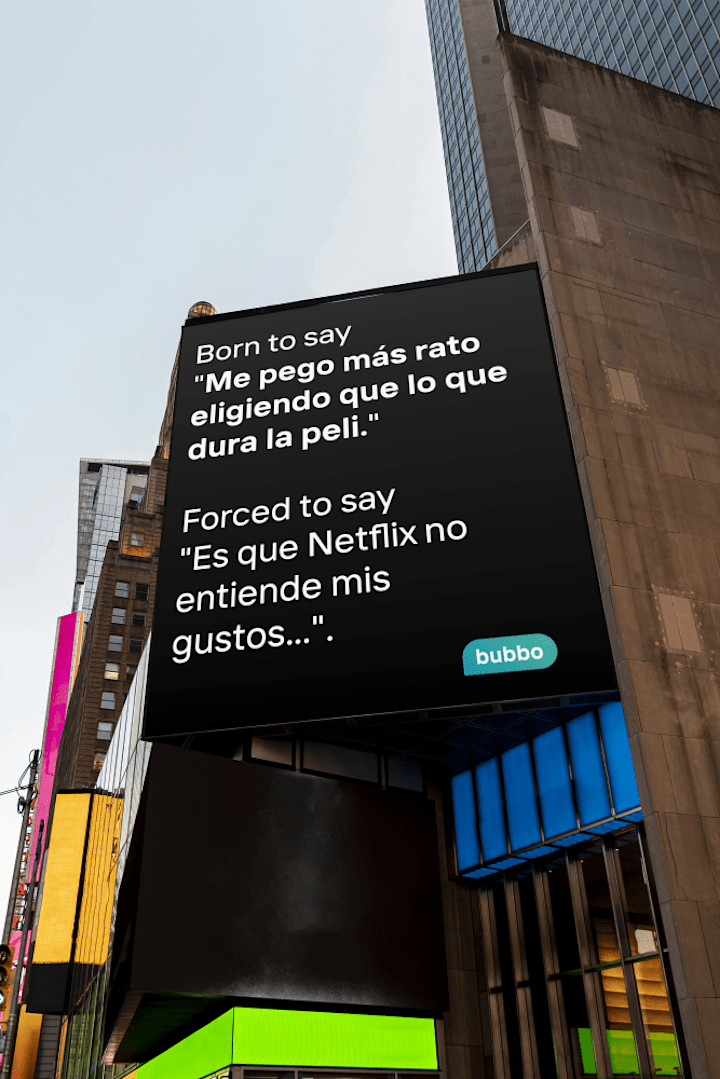 Born to say
"Me pego más rato
eligiendo que lo que
dura la peli."
Forced to say
"Es que Netflix no
entiende mis
gustos...".
bubbo